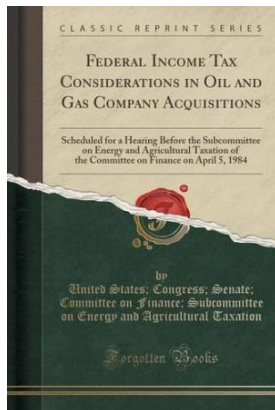 CLASSIC REPRINT SERIES
FEDERAL INCOME TAX
CONSIDERATIONS IN OIL AND
GAS COMPANY ACQUISITIONS
Scheduled for a Hearing Before the Subcommittee
on Energy and Agricultural Taxation of
the Committee on Finance on April 5, 1984
by
United States; Congress; Senate;
Committee on Finance; Subcommittee
on Energy and Agricultural Taxation
Forgotten Books